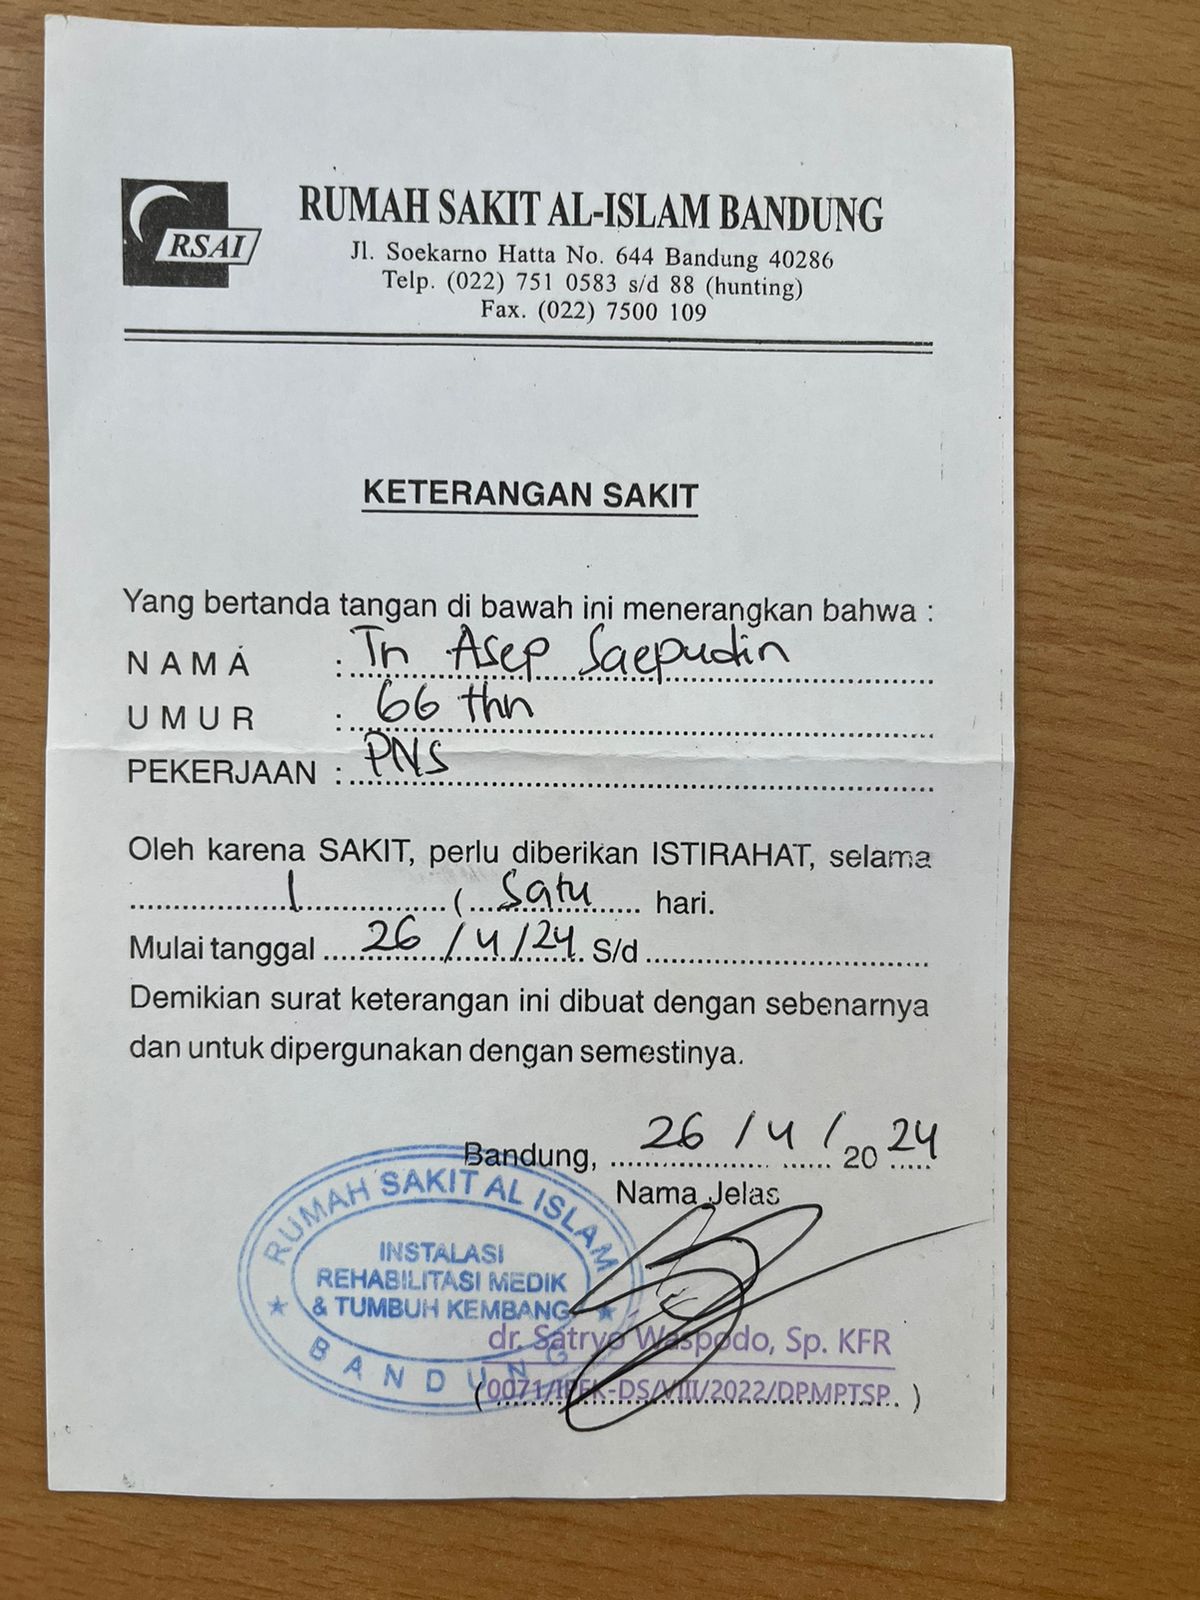 RSAI
RUMAH SAKIT AL-ISLAM BANDUNG
Jl. Soekarno Hatta No. 644 Bandung 40286
Telp. (022) 751 0583 s/d 88 (hunting)
Fax. (022) 7500 109
KETERANGAN SAKIT
Yang bertanda tangan di bawah ini menerangkan bahwa :
NAMA : Tn Asep Saepudin
UMUR : 66 thn
PEKERJAAN : PNS
Oleh karena SAKIT, perlu diberikan ISTIRAHAT, selama
1 ( Satu hari.
Mulai tanggal 26/4/24 S/d
Demikian surat keterangan ini dibuat dengan sebenarnya
dan untuk dipergunakan dengan semestinya.
Bandung, 26 / 4 / 2024
Nama Jelas
RUMAH SAKIT AL ISLAM
INSTALASI
REHABILITASI MEDIK
& TUMBUH KEMBANG
BANDUNG
dr. Satryo Waspodo, Sp. KFR
(0071/IPFK-DS/VIII/2022/DPMPTSP)